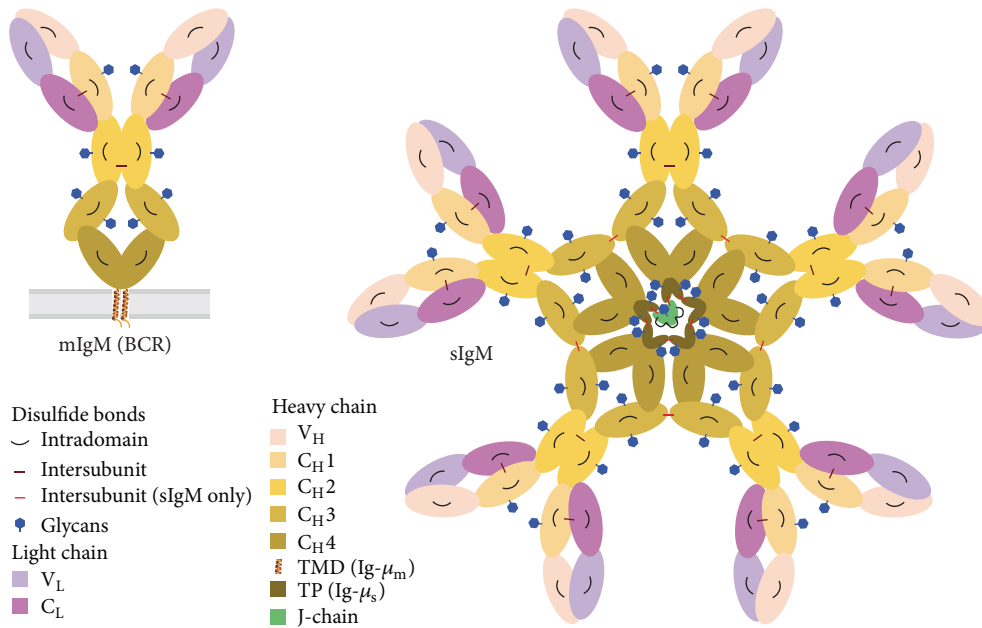 mIgM (BCR)
sIgM
Disulfide bonds
Intradomain
Intersubunit
Intersubunit (sIgM only)
Glycans
Light chain
V_L
C_L
Heavy chain
V_H
C_H1
C_H2
C_H3
C_H4
TMD (Ig-μ_m)
TP (Ig-μ_s)
J-chain